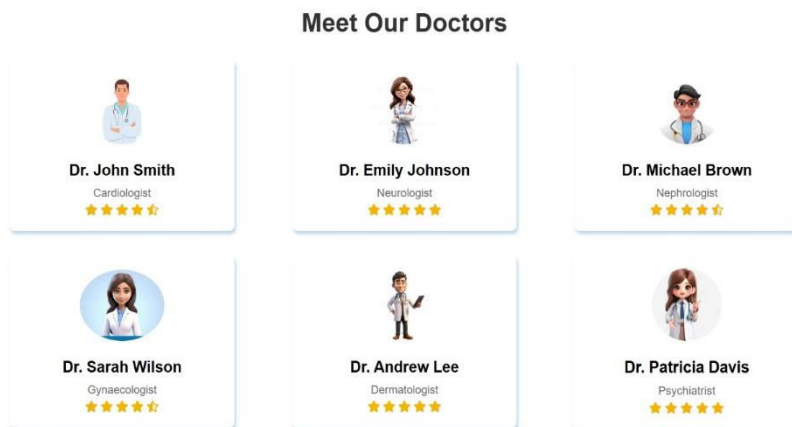 Meet Our Doctors
Dr. John Smith
Cardiologist
Dr. Emily Johnson
Neurologist
Dr. Michael Brown
Nephrologist
Dr. Sarah Wilson
Gynaecologist
Dr. Andrew Lee
Dermatologist
Dr. Patricia Davis
Psychiatrist